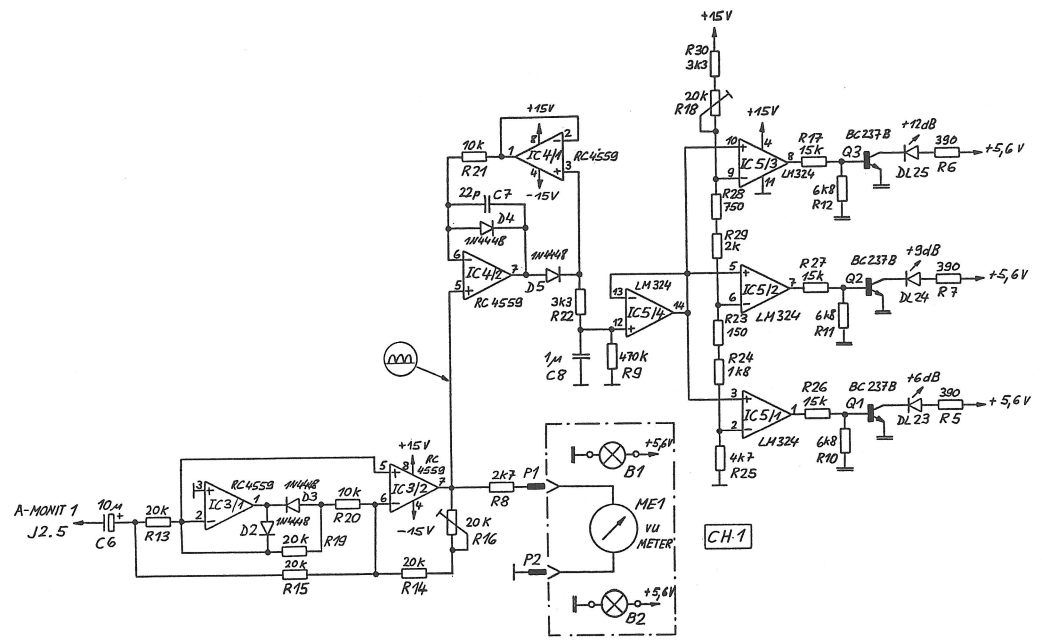 +15V
R30
3k3
20k
R18
+15V
10
4
IC5/3
8
LM324
9
11
R17
15k
BC237B
Q3
+12dB
DL25
390
R6
+5,6V
6k8
R12
R28
750
R29
2k
+15V
10k
R21
1
8
2
IC4/1
RC4559
4
3
-15V
22p
C7
D4
1N4448
6
IC4/2
7
5
RC4559
1N4448
D5
3k3
R22
LM324
13
IC5/4
14
12
1µ
C8
470k
R9
5
IC5/2
7
6
LM324
R27
15k
BC237B
Q2
+9dB
DL24
390
R7
+5,6V
6k8
R11
R23
150
R24
1k8
3
IC5/1
1
2
LM324
R26
15k
BC237B
Q1
+6dB
DL23
390
R5
+5,6V
6k8
R10
4k7
R25
A-MONIT 1
J2.5
10µ
+
C6
20k
R13
3
IC3/1
RC4559
1
2
1N4448
D3
D2
1N4448
10k
R20
20k
R19
20k
R15
+15V
RC
4559
5
8
IC3/2
7
6
4
-15V
20K
R16
20k
R14
2k7
R8
P1
P2
+5,6V
B1
ME1
VU
METER
+5,6V
B2
CH.1